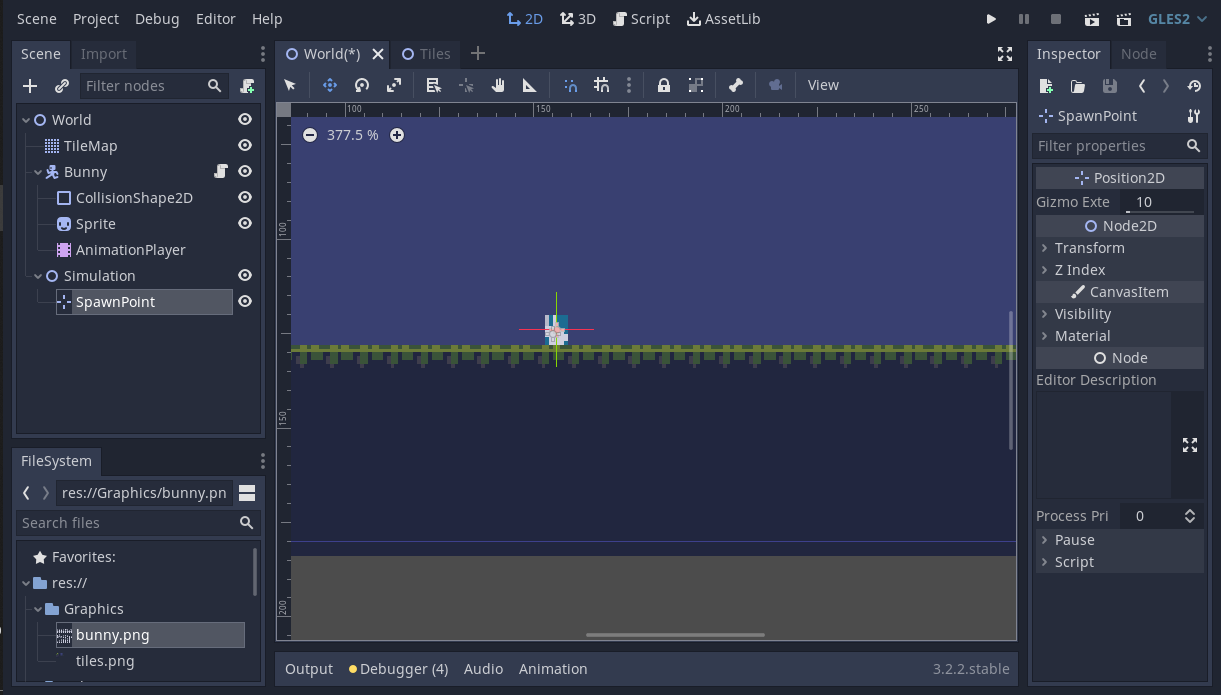 Scene Project Debug Editor Help 2D 3D Script AssetLib GLES2
Scene Import
World(*) Tiles
Inspector Node
Filter nodes
View
World
TileMap
Bunny
CollisionShape2D
Sprite
AnimationPlayer
Simulation
SpawnPoint
FileSystem
res://Graphics/bunny.pn
Search files
Favorites:
res://
Graphics
bunny.png
tiles.png
100 150 200 250
377.5 %
100
150
200
Output Debugger (4) Audio Animation 3.2.2.stable
SpawnPoint
Filter properties
Position2D
Gizmo Exte 10
Node2D
Transform
Z Index
CanvasItem
Visibility
Material
Node
Editor Description
Process Pri 0
Pause
Script